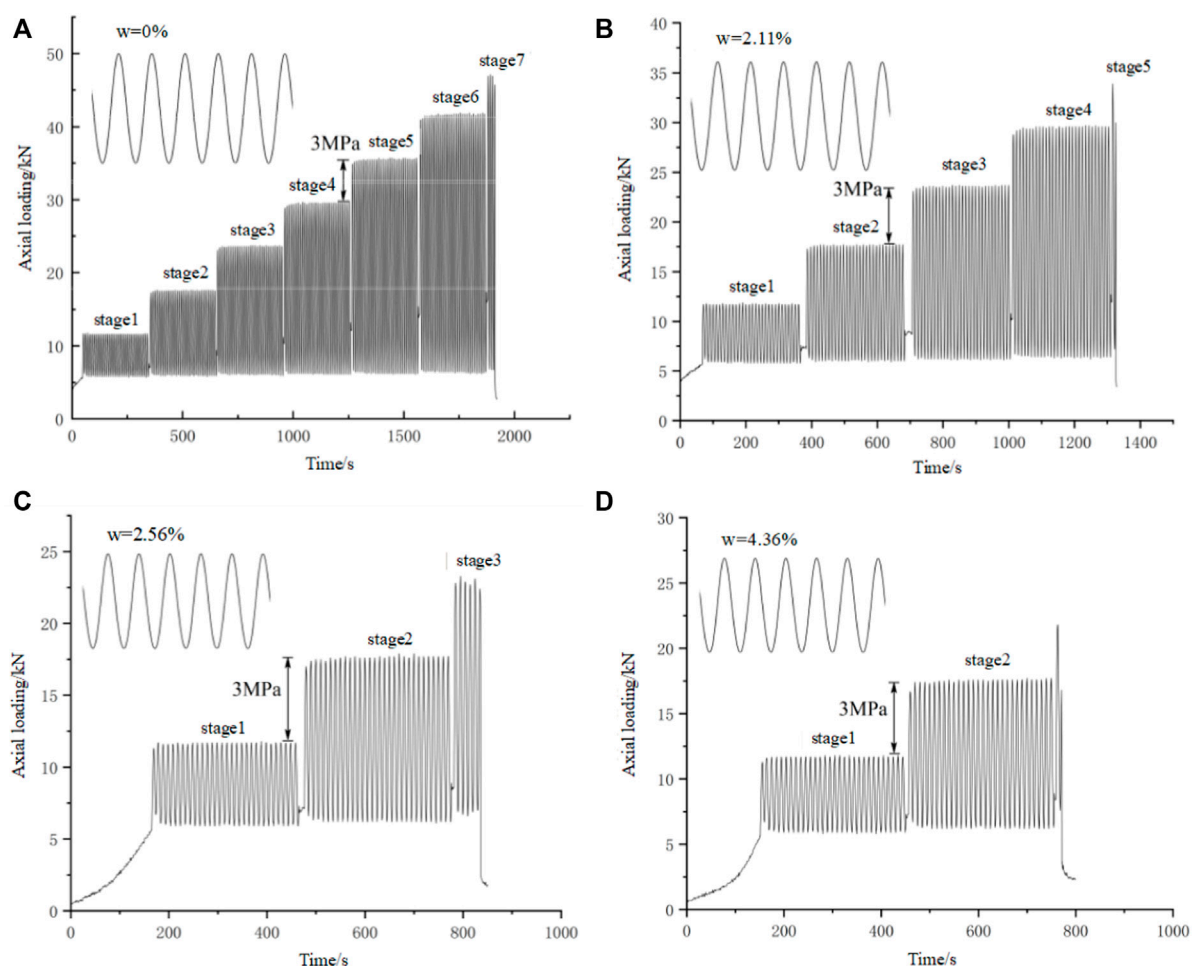 A
w=0%
stage7
stage6
stage5
3MPa
stage4
stage3
stage2
stage1
Axial loading/kN
50
40
30
20
10
0
0 500 1000 1500 2000
Time/s
B
w=2.11%
stage5
stage4
stage3
3MPa
stage2
stage1
Axial loading/kN
40
35
30
25
20
15
10
5
0
0 200 400 600 800 1000 1200 1400
Time/s
C
w=2.56%
stage3
stage2
3MPa
stage1
Axial loading/kN
25
20
15
10
5
0
0 200 400 600 800 1000
Time/s
D
w=4.36%
stage2
3MPa
stage1
Axial loading/kN
30
25
20
15
10
5
0
0 200 400 600 800 1000
Time/s